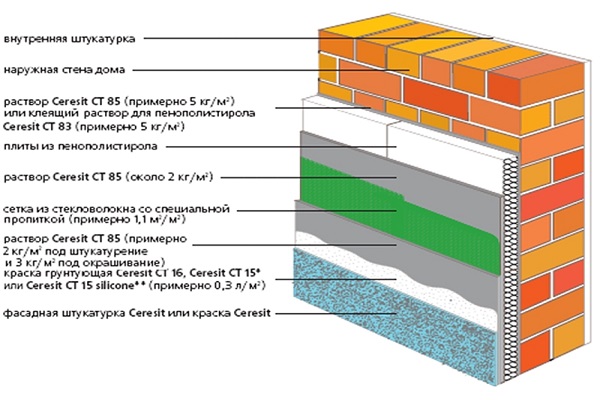 внутренняя штукатурка
наружная стена дома
раствор Ceresit CT 85 (примерно 5 кг/м²)
или клеящий раствор для пенополистирола
Ceresit CT 83 (примерно 5 кг/м²)
плиты из пенополистирола
раствор Ceresit CT 85 (около 2 кг/м²)
сетка из стекловолокна со специальной
пропиткой (примерно 1,1 м²/м²)
раствор Ceresit CT 85 (примерно
2 кг/м² под штукатурение
и 3 кг/м² под окрашивание)
краска грунтующая Ceresit CT 16, Ceresit CT 15*
или Ceresit CT 15 silicone** (примерно 0,3 л/м²)
фасадная штукатурка Ceresit или краска Ceresit